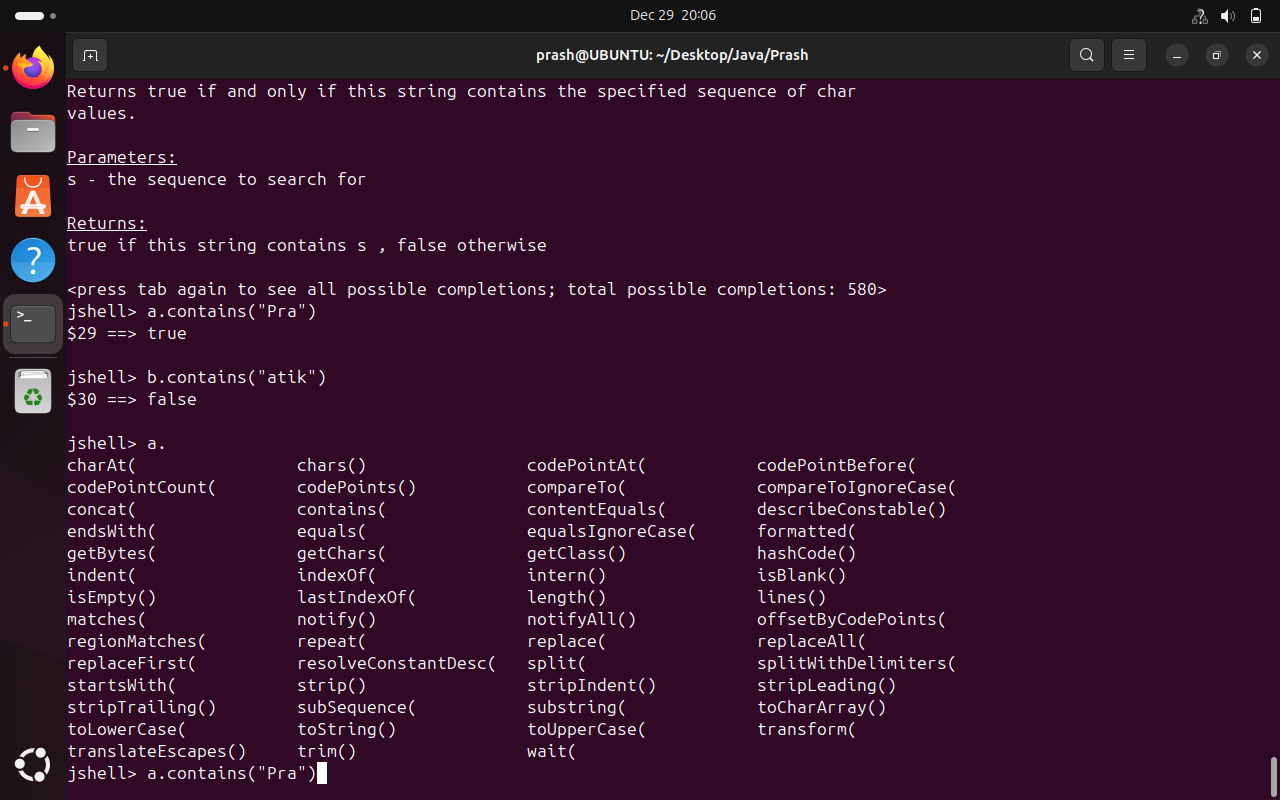 Dec 29 20:06
prash@UBUNTU: ~/Desktop/Java/Prash
Returns true if and only if this string contains the specified sequence of char
values.
Parameters:
s - the sequence to search for
Returns:
true if this string contains s , false otherwise
<press tab again to see all possible completions; total possible completions: 580>
jshell> a.contains("Pra")
$29 ==> true
jshell> b.contains("atik")
$30 ==> false
jshell> a.
charAt( chars() codePointAt( codePointBefore(
codePointCount( codePoints() compareTo( compareToIgnoreCase(
concat( contains( contentEquals( describeConstable()
endsWith( equals( equalsIgnoreCase( formatted(
getBytes( getChars( getClass() hashCode()
indent( indexOf( intern() isBlank()
isEmpty() lastIndexOf( length() lines()
matches( notify() notifyAll() offsetByCodePoints(
regionMatches( repeat( replace( replaceAll(
replaceFirst( resolveConstantDesc( split( splitWithDelimiters(
startsWith( strip() stripIndent() stripLeading()
stripTrailing() subSequence( substring( toCharArray()
toLowerCase( toString() toUpperCase( transform(
translateEscapes() trim() wait(
jshell> a.contains("Pra")